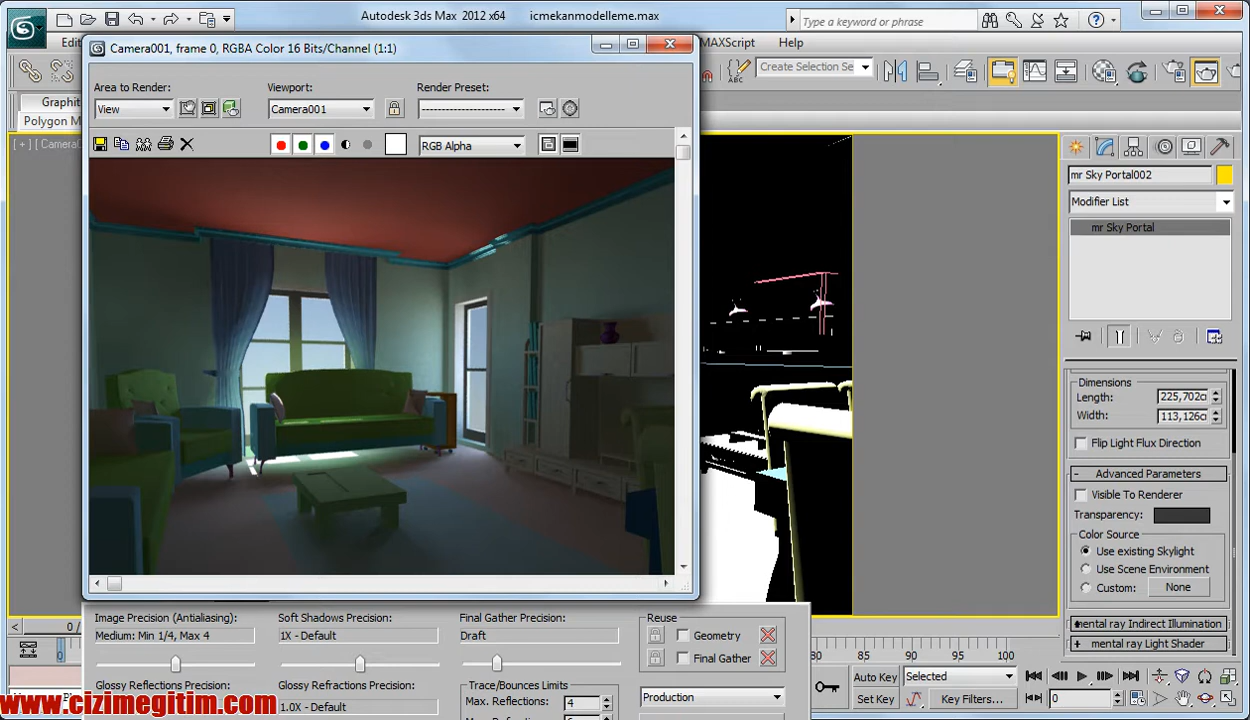 Autodesk 3ds Max 2012 x64 icmekanmodelleme.max
Type a keyword or phrase
MAXScript Help
Camera001, frame 0, RGBA Color 16 Bits/Channel (1:1)
Create Selection Se
Graphit
Polygon M
[ + ] [ Camera
Area to Render:
View
Viewport:
Camera001
Render Preset:
RGB Alpha
mr Sky Portal002
Modifier List
mr Sky Portal
Dimensions
Length: 225,702c
Width: 113,126c
Flip Light Flux Direction
- Advanced Parameters
Visible To Renderer
Transparency:
Color Source
Use existing Skylight
Use Scene Environment
Custom: None
+ mental ray Indirect Illumination
+ mental ray Light Shader
Image Precision (Antialiasing):
Medium: Min 1/4, Max 4
Soft Shadows Precision:
1X - Default
Final Gather Precision:
Draft
Reuse
Geometry
Final Gather
Glossy Reflections Precision:
Glossy Refractions Precision:
1.0X - Default
Trace/Bounces Limits
Max. Reflections: 4
Production
0 /
0
80 85 90 95 100
Auto Key
Selected
Set Key
Key Filters...
0
www.cizimegitim.com